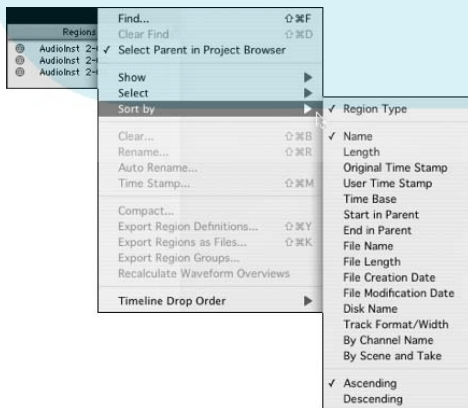 Regions
AudioInst 2-
AudioInst 2-
AudioInst 2-
Find... ⇧⌘F
Clear Find ⇧⌘D
✓ Select Parent in Project Browser
Show ▶
Select ▶
Sort by ▶
Clear... ⇧⌘B
Rename... ⇧⌘R
Auto Rename...
Time Stamp... ⇧⌘M
Compact...
Export Region Definitions... ⇧⌘Y
Export Regions as Files... ⇧⌘K
Export Region Groups...
Recalculate Waveform Overviews
Timeline Drop Order ▶
✓ Region Type
✓ Name
Length
Original Time Stamp
User Time Stamp
Time Base
Start in Parent
End in Parent
File Name
File Length
File Creation Date
File Modification Date
Disk Name
Track Format/Width
By Channel Name
By Scene and Take
✓ Ascending
Descending